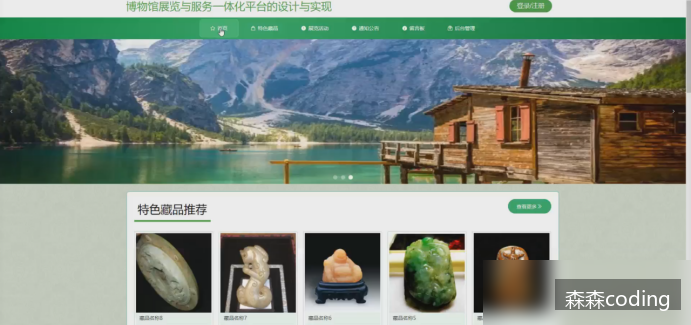 博物馆展览与服务一体化平台的设计与实现
登录/注册
首页 特色藏品 展览活动 通知公告 留言板 后台管理
特色藏品推荐
查看更多 »
藏品名称8 藏品名称7 藏品名称6 藏品名称5
森森coding